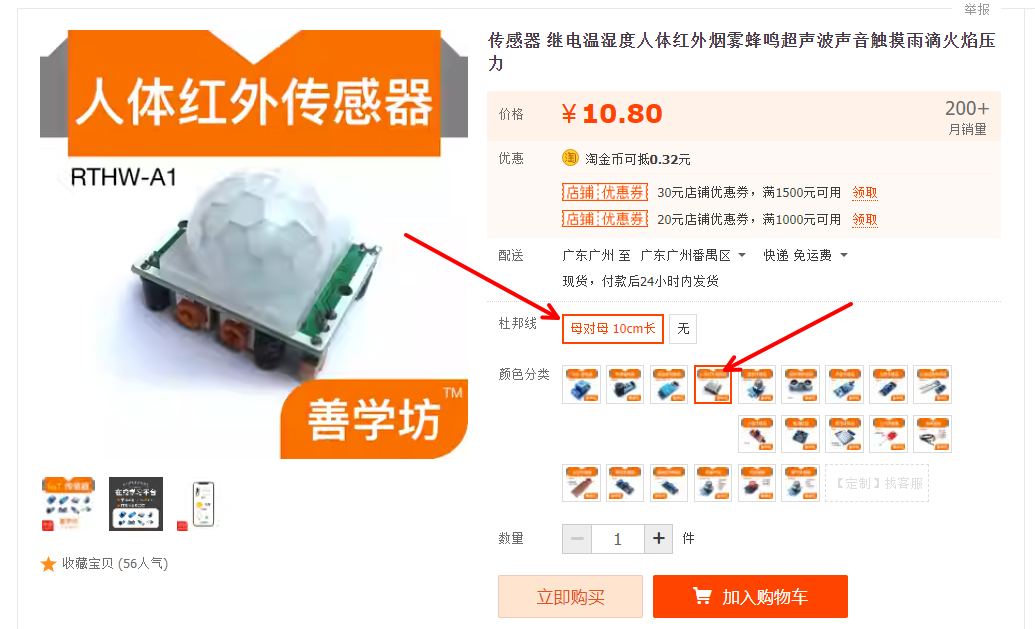 举报
人体红外传感器
RTHW-A1
善学坊TM
在线学习平台
收藏宝贝 (56人气)
传感器 继电温湿度人体红外烟雾蜂鸣超声波声音触摸雨滴火焰压
力
价格
¥10.80
200+
月销量
优惠
淘 淘金币可抵0.32元
店铺 优惠券 30元店铺优惠券，满1500元可用 领取
店铺 优惠券 20元店铺优惠券，满1000元可用 领取
配送
广东广州 至 广东广州番禺区 快递 免运费
现货，付款后24小时内发货
杜邦线
母对母 10cm长
无
颜色分类
【定制】找客服
数量
1
件
立即购买
加入购物车